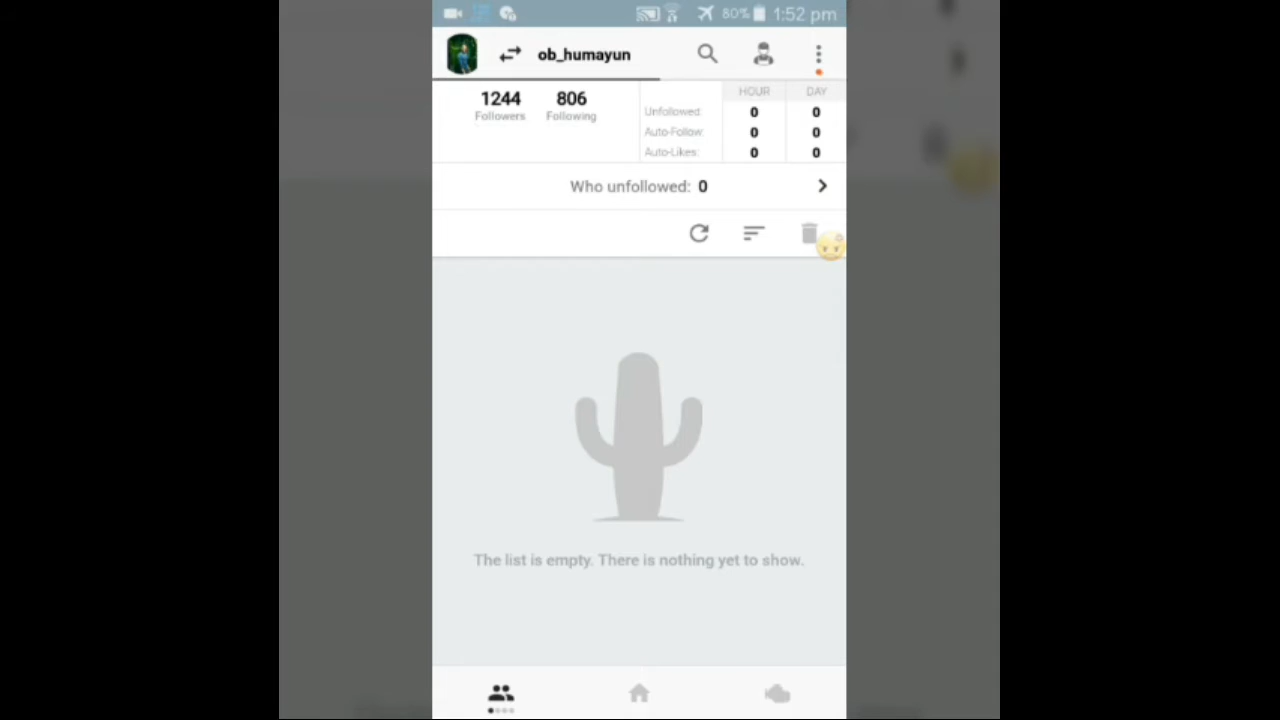 80% 1:52 pm
ob_humayun
1244 806
Followers Following
HOUR DAY
Unfollowed: 0 0
Auto-Follow: 0 0
Auto-Likes: 0 0
Who unfollowed: 0
The list is empty. There is nothing yet to show.